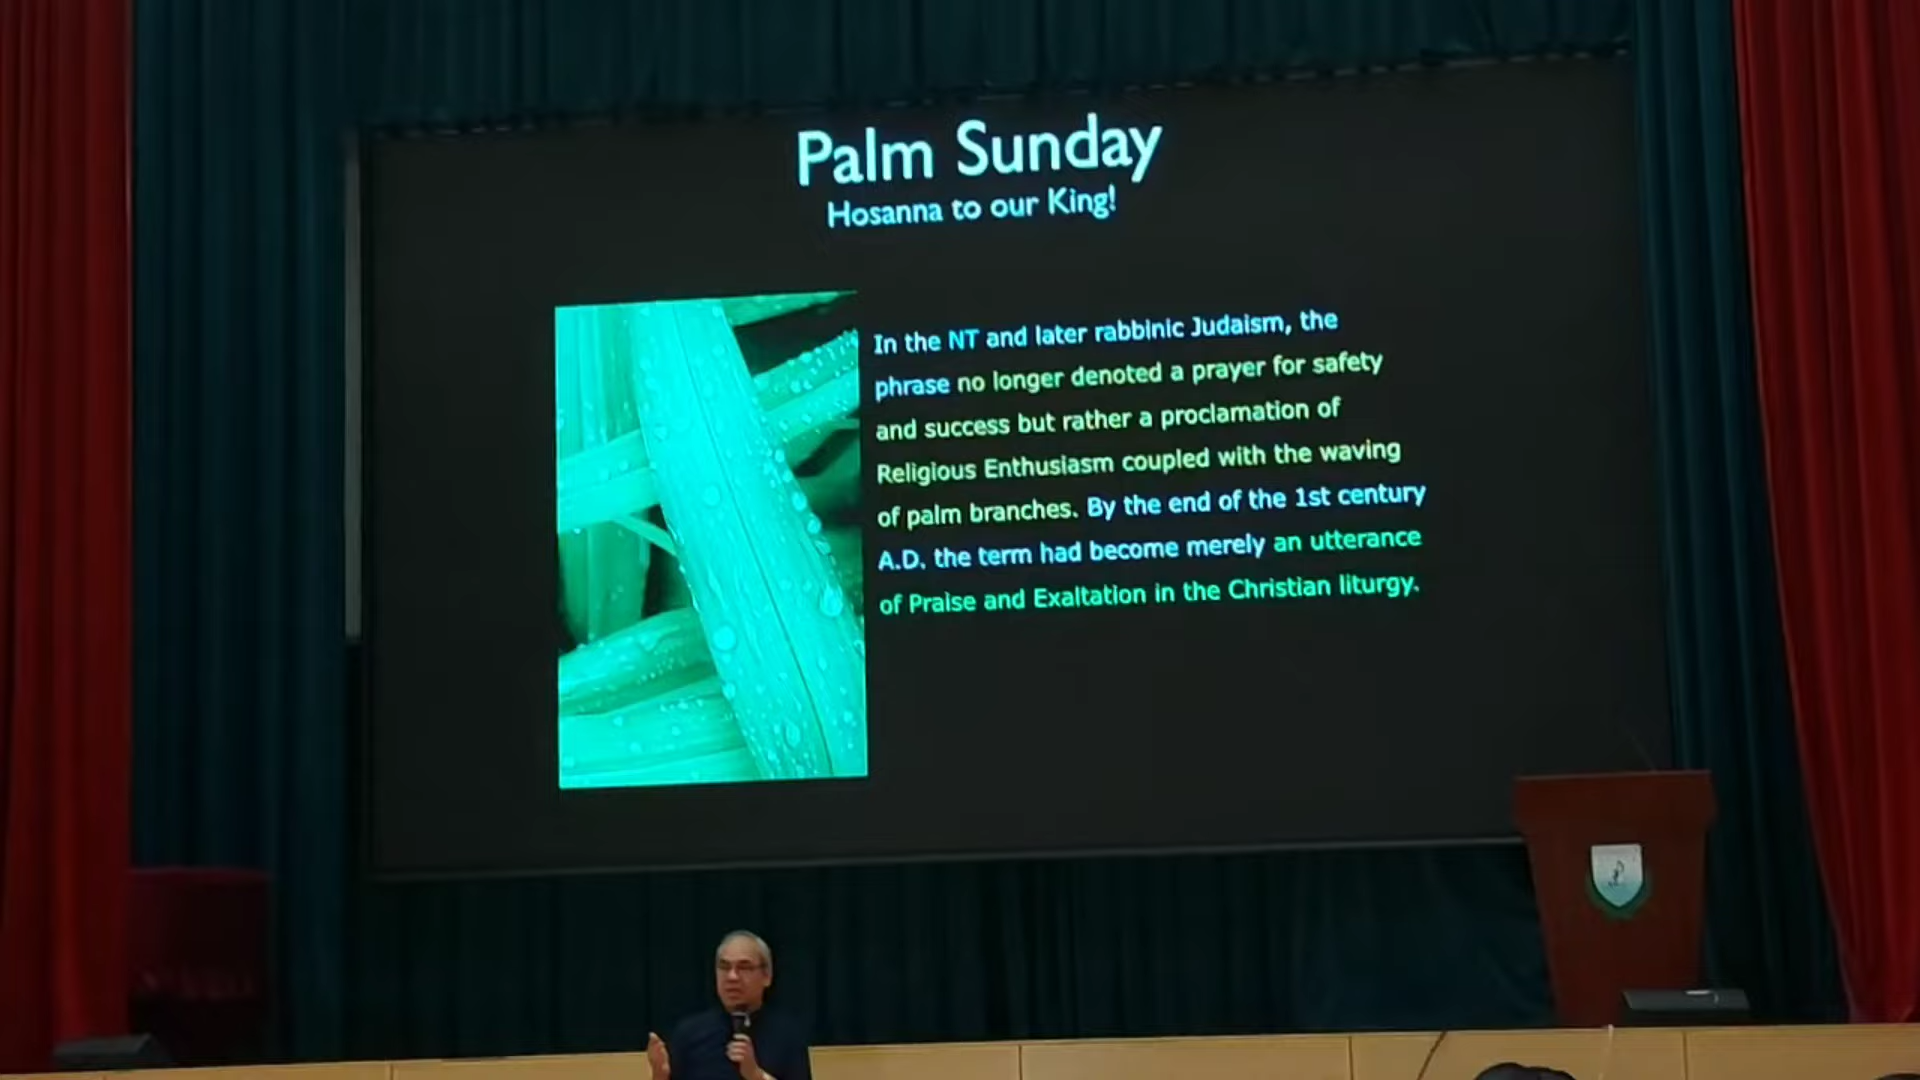 Palm Sunday
Hosanna to our King!
In the NT and later rabbinic Judaism, the
phrase no longer denoted a prayer for safety
and success but rather a proclamation of
Religious Enthusiasm coupled with the waving
of palm branches. By the end of the 1st century
A.D. the term had become merely an utterance
of Praise and Exaltation in the Christian liturgy.